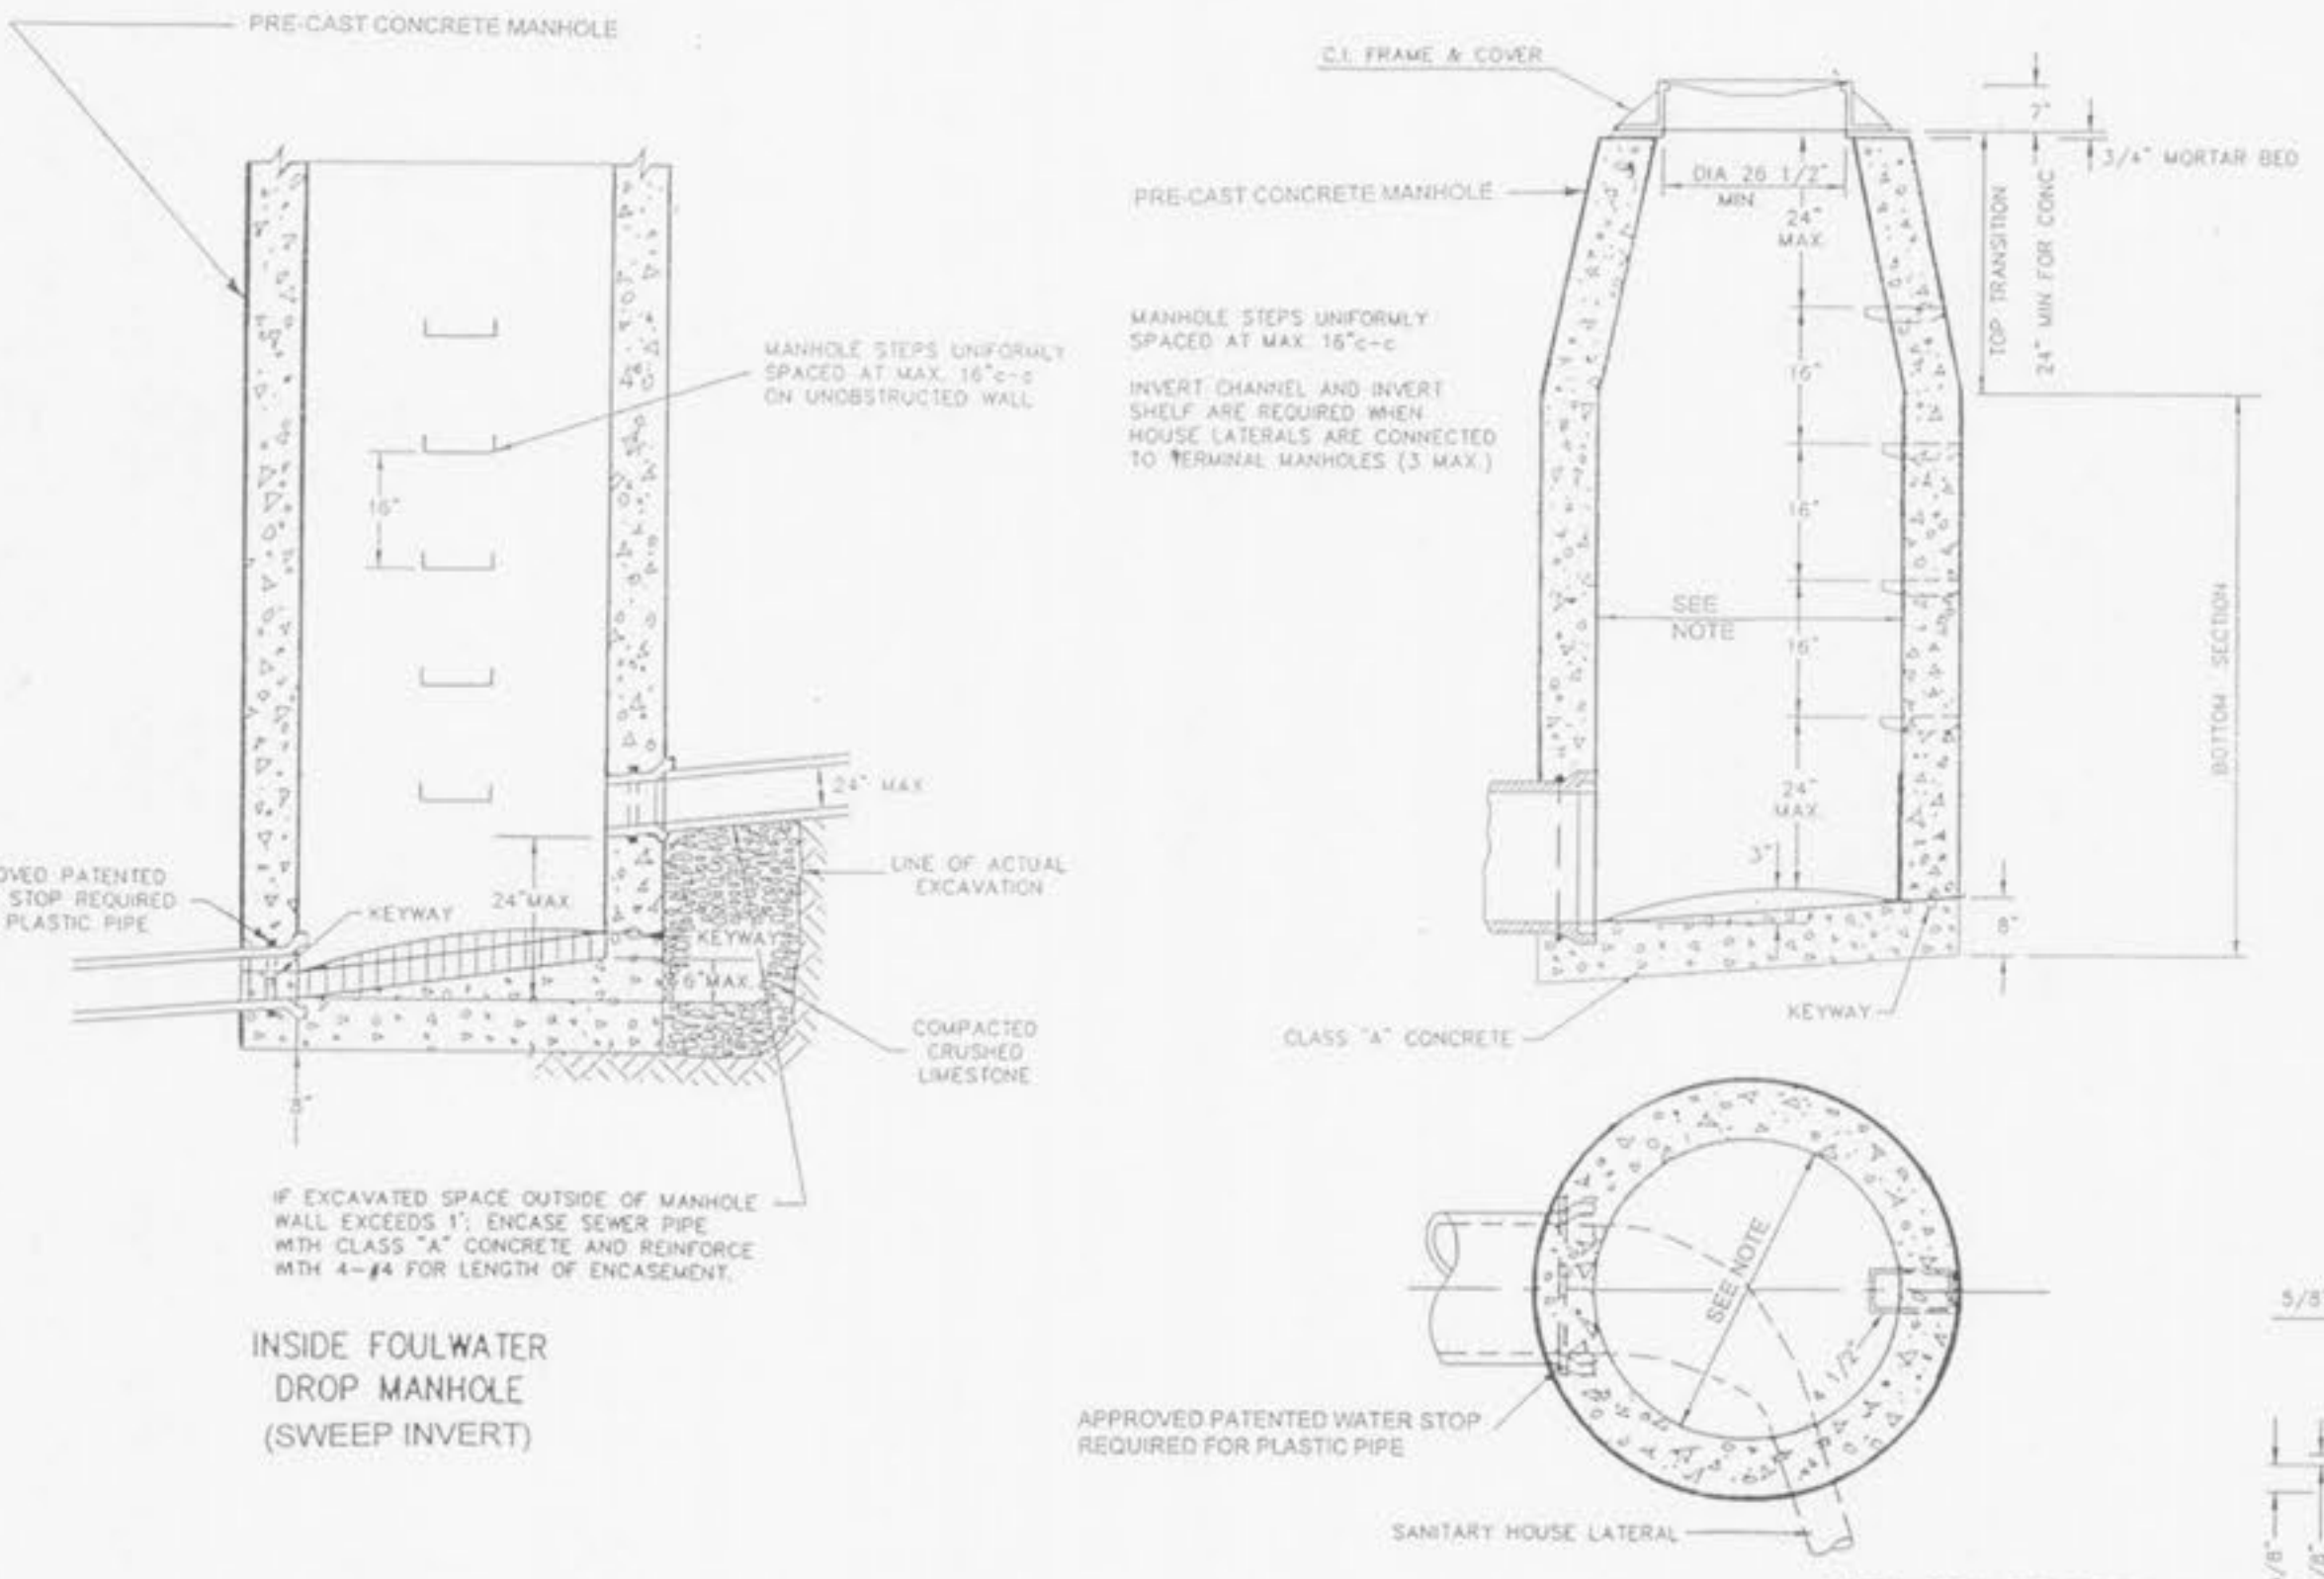 PRE-CAST CONCRETE MANHOLE
MANHOLE STEPS UNIFORMLY
SPACED AT MAX. 16"c-c
ON UNOBSTRUCTED WALL
16"
24" MAX
PATENTED
STOP REQUIRED
PLASTIC PIPE
KEYWAY
24"MAX
LINE OF ACTUAL
EXCAVATION
KEYWAY
6"MAX.
COMPACTED
CRUSHED
LIMESTONE
8"
IF EXCAVATED SPACE OUTSIDE OF MANHOLE
WALL EXCEEDS 1'; ENCASE SEWER PIPE
WITH CLASS "A" CONCRETE AND REINFORCE
WITH 4-#4 FOR LENGTH OF ENCASEMENT.
INSIDE FOULWATER
DROP MANHOLE
(SWEEP INVERT)
C.I. FRAME & COVER
7"
3/4" MORTAR BED
PRE-CAST CONCRETE MANHOLE
DIA 26 1/2"
MIN
24"
MAX.
TOP TRANSITION
24" MIN FOR CONC
MANHOLE STEPS UNIFORMLY
SPACED AT MAX. 16"c-c
INVERT CHANNEL AND INVERT
SHELF ARE REQUIRED WHEN
HOUSE LATERALS ARE CONNECTED
TO TERMINAL MANHOLES (3 MAX.)
16"
16"
SEE
NOTE
16"
BOTTOM SECTION
24"
MAX.
3"
8"
KEYWAY
CLASS "A" CONCRETE
SEE NOTE
4 1/2"
APPROVED PATENTED WATER STOP
REQUIRED FOR PLASTIC PIPE
SANITARY HOUSE LATERAL
5/8"
/8"
/8"